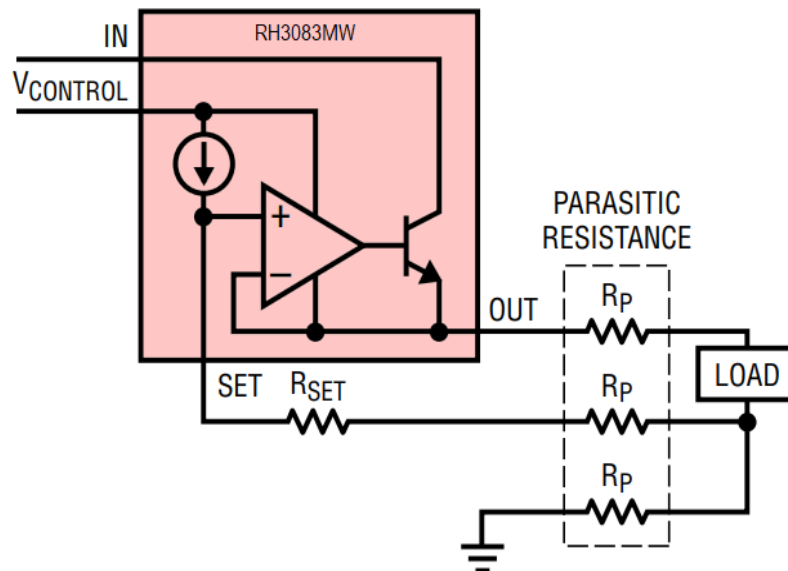 RH3083MW
IN
VCONTROL
+
−
PARASITIC
RESISTANCE
OUT
RP
LOAD
SET
RSET
RP
RP